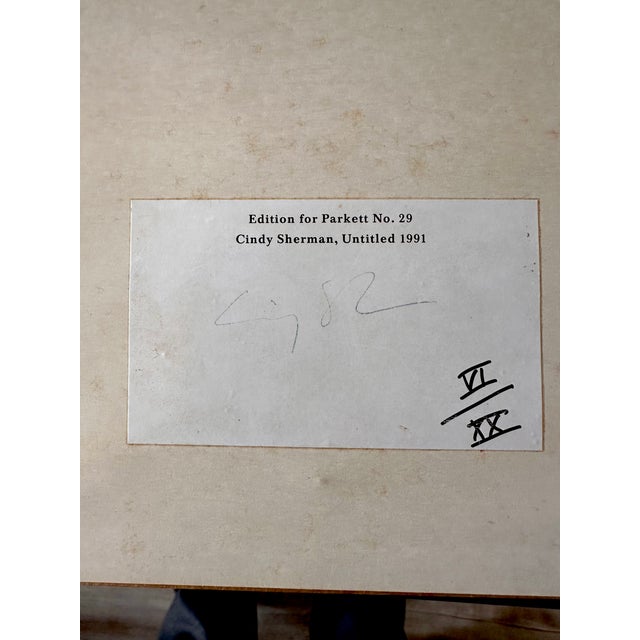 Edition for Parkett No. 29
Cindy Sherman, Untitled 1991
VI
XX